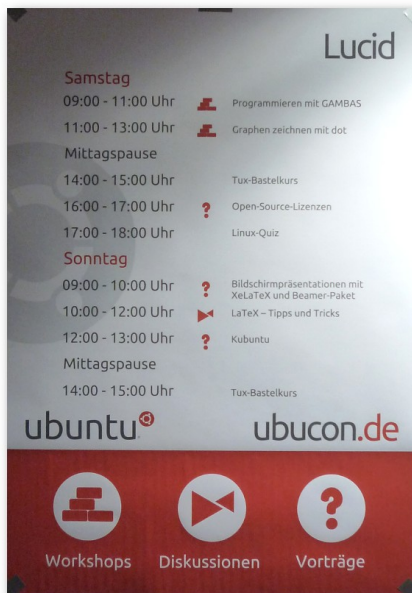 Lucid
Samstag
09:00 - 11:00 Uhr Programmieren mit GAMBAS
11:00 - 13:00 Uhr Graphen zeichnen mit dot
Mittagspause
14:00 - 15:00 Uhr Tux-Bastelkurs
16:00 - 17:00 Uhr Open-Source-Lizenzen
17:00 - 18:00 Uhr Linux-Quiz
Sonntag
09:00 - 10:00 Uhr Bildschirmpräsentationen mit
XeLaTeX und Beamer-Paket
10:00 - 12:00 Uhr LaTeX – Tipps und Tricks
12:00 - 13:00 Uhr Kubuntu
Mittagspause
14:00 - 15:00 Uhr Tux-Bastelkurs
ubuntu ubucon.de
Workshops Diskussionen Vorträge